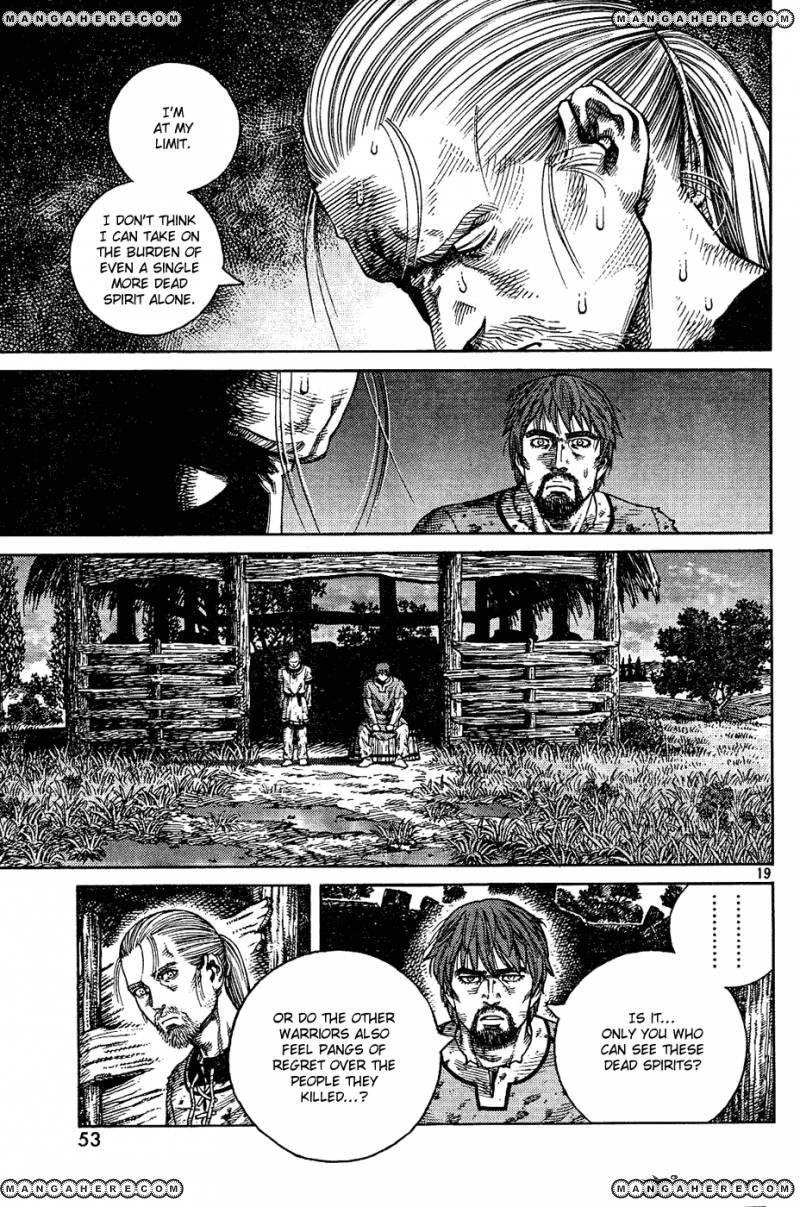 MANGAHERE.COM
MANGAHERE.COM
I'M
AT MY
LIMIT.
I DON'T THINK
I CAN TAKE ON
THE BURDEN OF
EVEN A SINGLE
MORE DEAD
SPIRIT ALONE.
19
IS IT...
ONLY YOU WHO
CAN SEE THESE
DEAD SPIRITS?
OR DO THE OTHER
WARRIORS ALSO
FEEL PANGS OF
REGRET OVER THE
PEOPLE THEY
KILLED...?
53
MANGAHERE.COM
MANGAHERE.COM